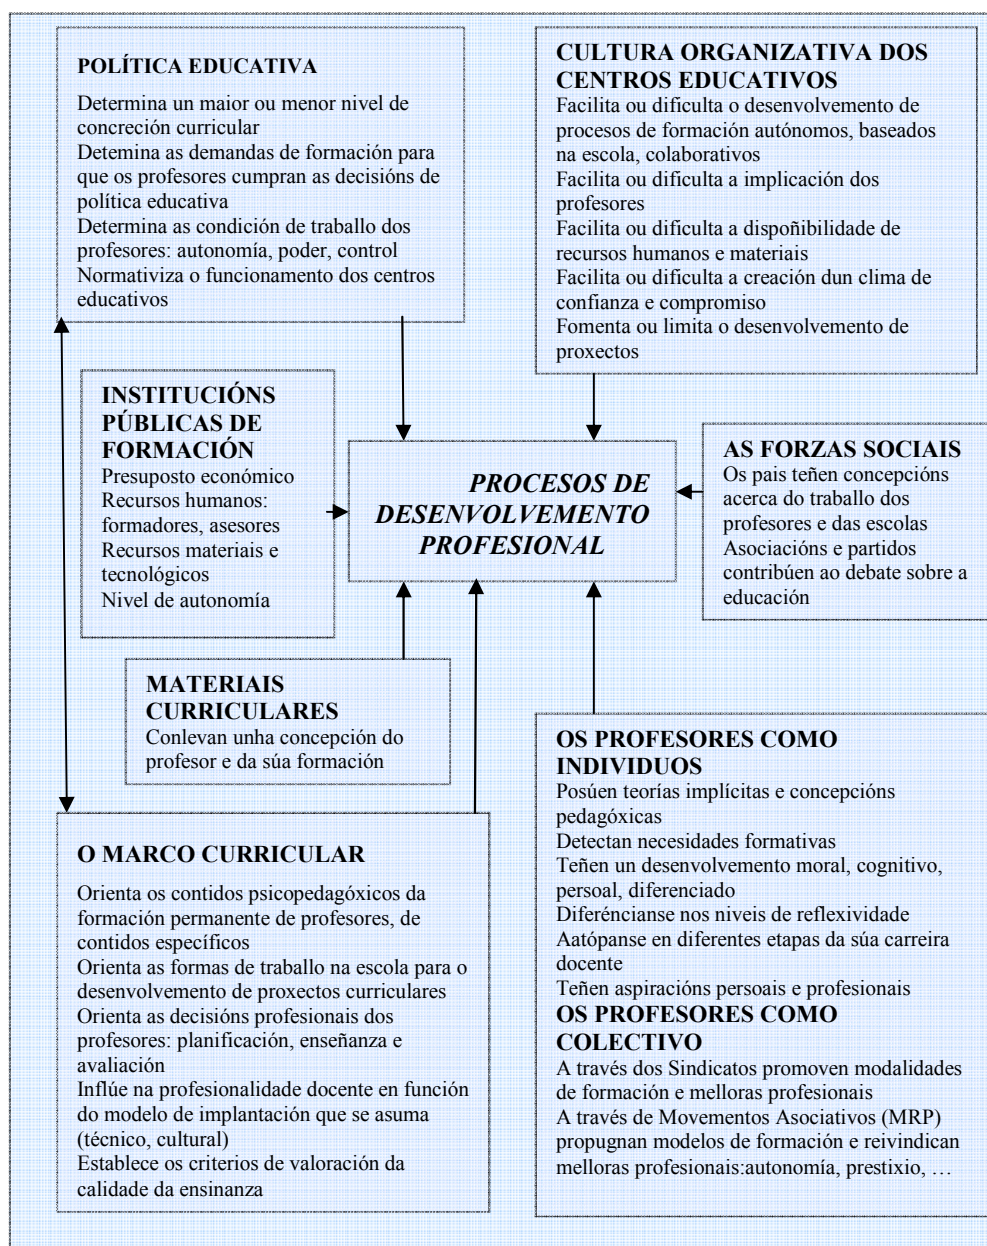 POLÍTICA EDUCATIVA
Determina un maior ou menor nivel de
concreción curricular
Detemina as demandas de formación para
que os profesores cumpran as decisións de
política educativa
Determina as condición de traballo dos
profesores: autonomía, poder, control
Normativiza o funcionamento dos centros
educativos
CULTURA ORGANIZATIVA DOS
CENTROS EDUCATIVOS
Facilita ou dificulta o desenvolvemento de
procesos de formación autónomos, baseados
na escola, colaborativos
Facilita ou dificulta a implicación dos
profesores
Facilita ou dificulta a dispoñibilidade de
recursos humanos e materiais
Facilita ou dificulta a creación dun clima de
confianza e compromiso
Fomenta ou limita o desenvolvemento de
proxectos
INSTITUCIÓNS
PÚBLICAS DE
FORMACIÓN
Presuposto económico
Recursos humanos:
formadores, asesores
Recursos materiais e
tecnológicos
Nivel de autonomía
PROCESOS DE
DESENVOLVEMENTO
PROFESIONAL
AS FORZAS SOCIAIS
Os pais teñen concepcións
acerca do traballo dos
profesores e das escolas
Asociacións e partidos
contribúen ao debate sobre a
educación
MATERIAIS
CURRICULARES
Conlevan unha concepción do
profesor e da súa formación
O MARCO CURRICULAR
Orienta os contidos psicopedagóxicos da
formación permanente de profesores, de
contidos específicos
Orienta as formas de traballo na escola para o
desenvolvemento de proxectos curriculares
Orienta as decisións profesionais dos
profesores: planificación, enseñanza e
avaliación
Inflúe na profesionalidade docente en función
do modelo de implantación que se asuma
(técnico, cultural)
Establece os criterios de valoración da
calidade da ensinanza
OS PROFESORES COMO
INDIVIDUOS
Posúen teorías implícitas e concepcións
pedagóxicas
Detectan necesidades formativas
Teñen un desenvolvemento moral, cognitivo,
persoal, diferenciado
Diferéncianse nos niveis de reflexividade
Aatópanse en diferentes etapas da súa carreira
docente
Teñen aspiracións persoais e profesionais
OS PROFESORES COMO
COLECTIVO
A través dos Sindicatos promoven modalidades
de formación e melloras profesionais
A través de Movementos Asociativos (MRP)
propugnan modelos de formación e reivindican
melloras profesionais:autonomía, prestixio, …